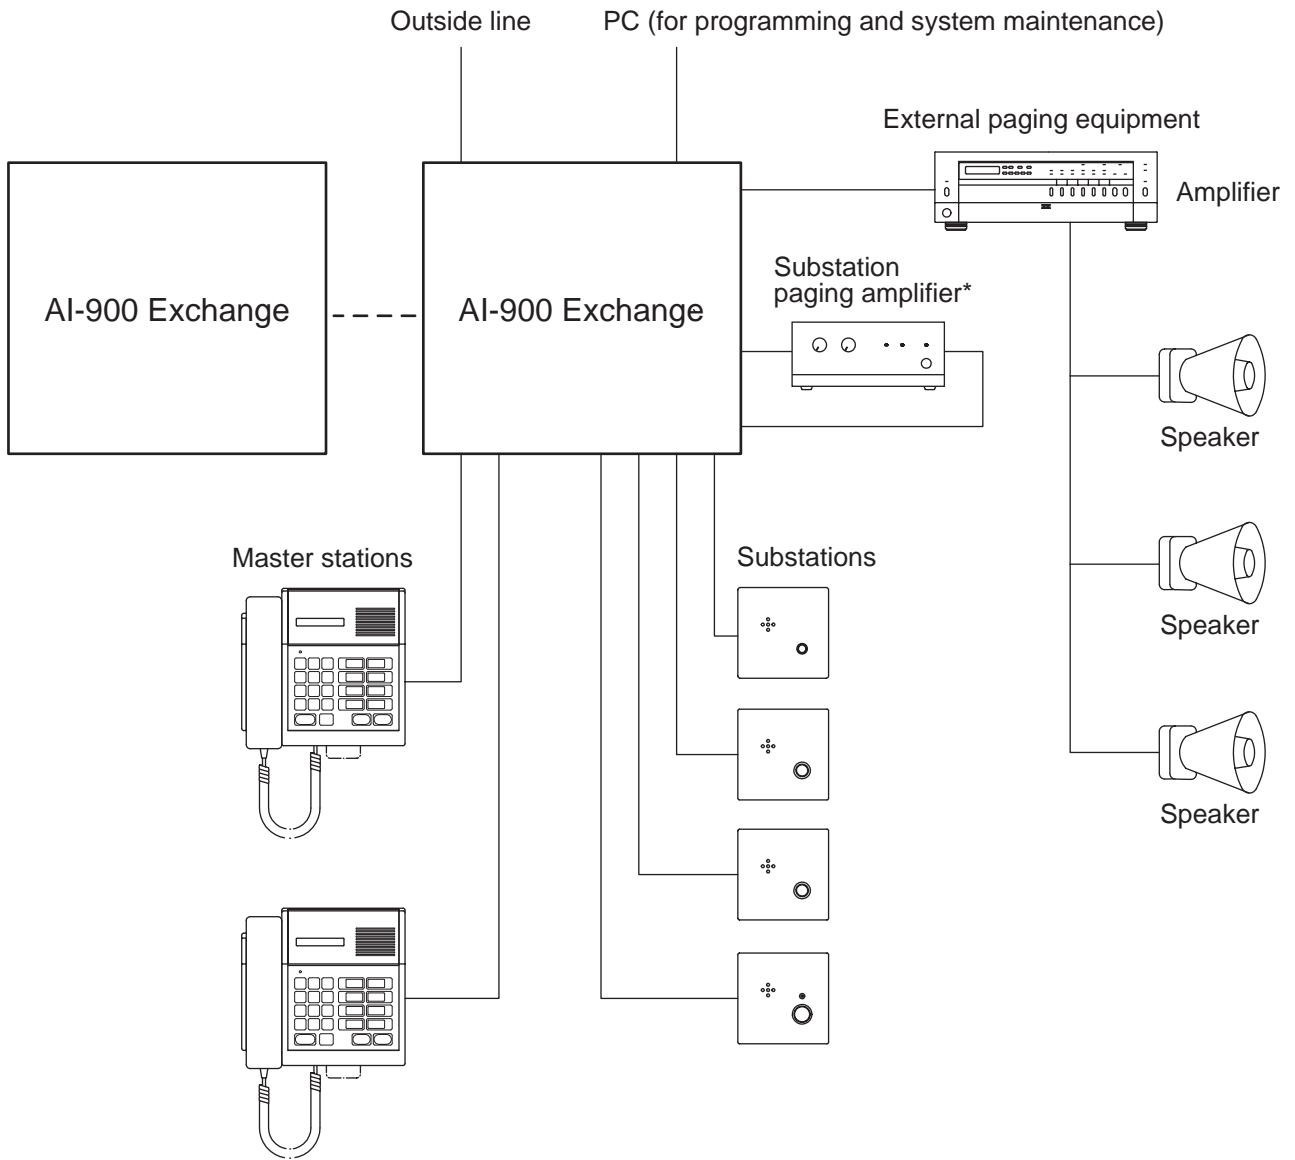 Outside line
PC (for programming and system maintenance)
External paging equipment
Amplifier
AI-900 Exchange
AI-900 Exchange
Substation
paging amplifier*
Speaker
Master stations
Substations
Speaker
Speaker